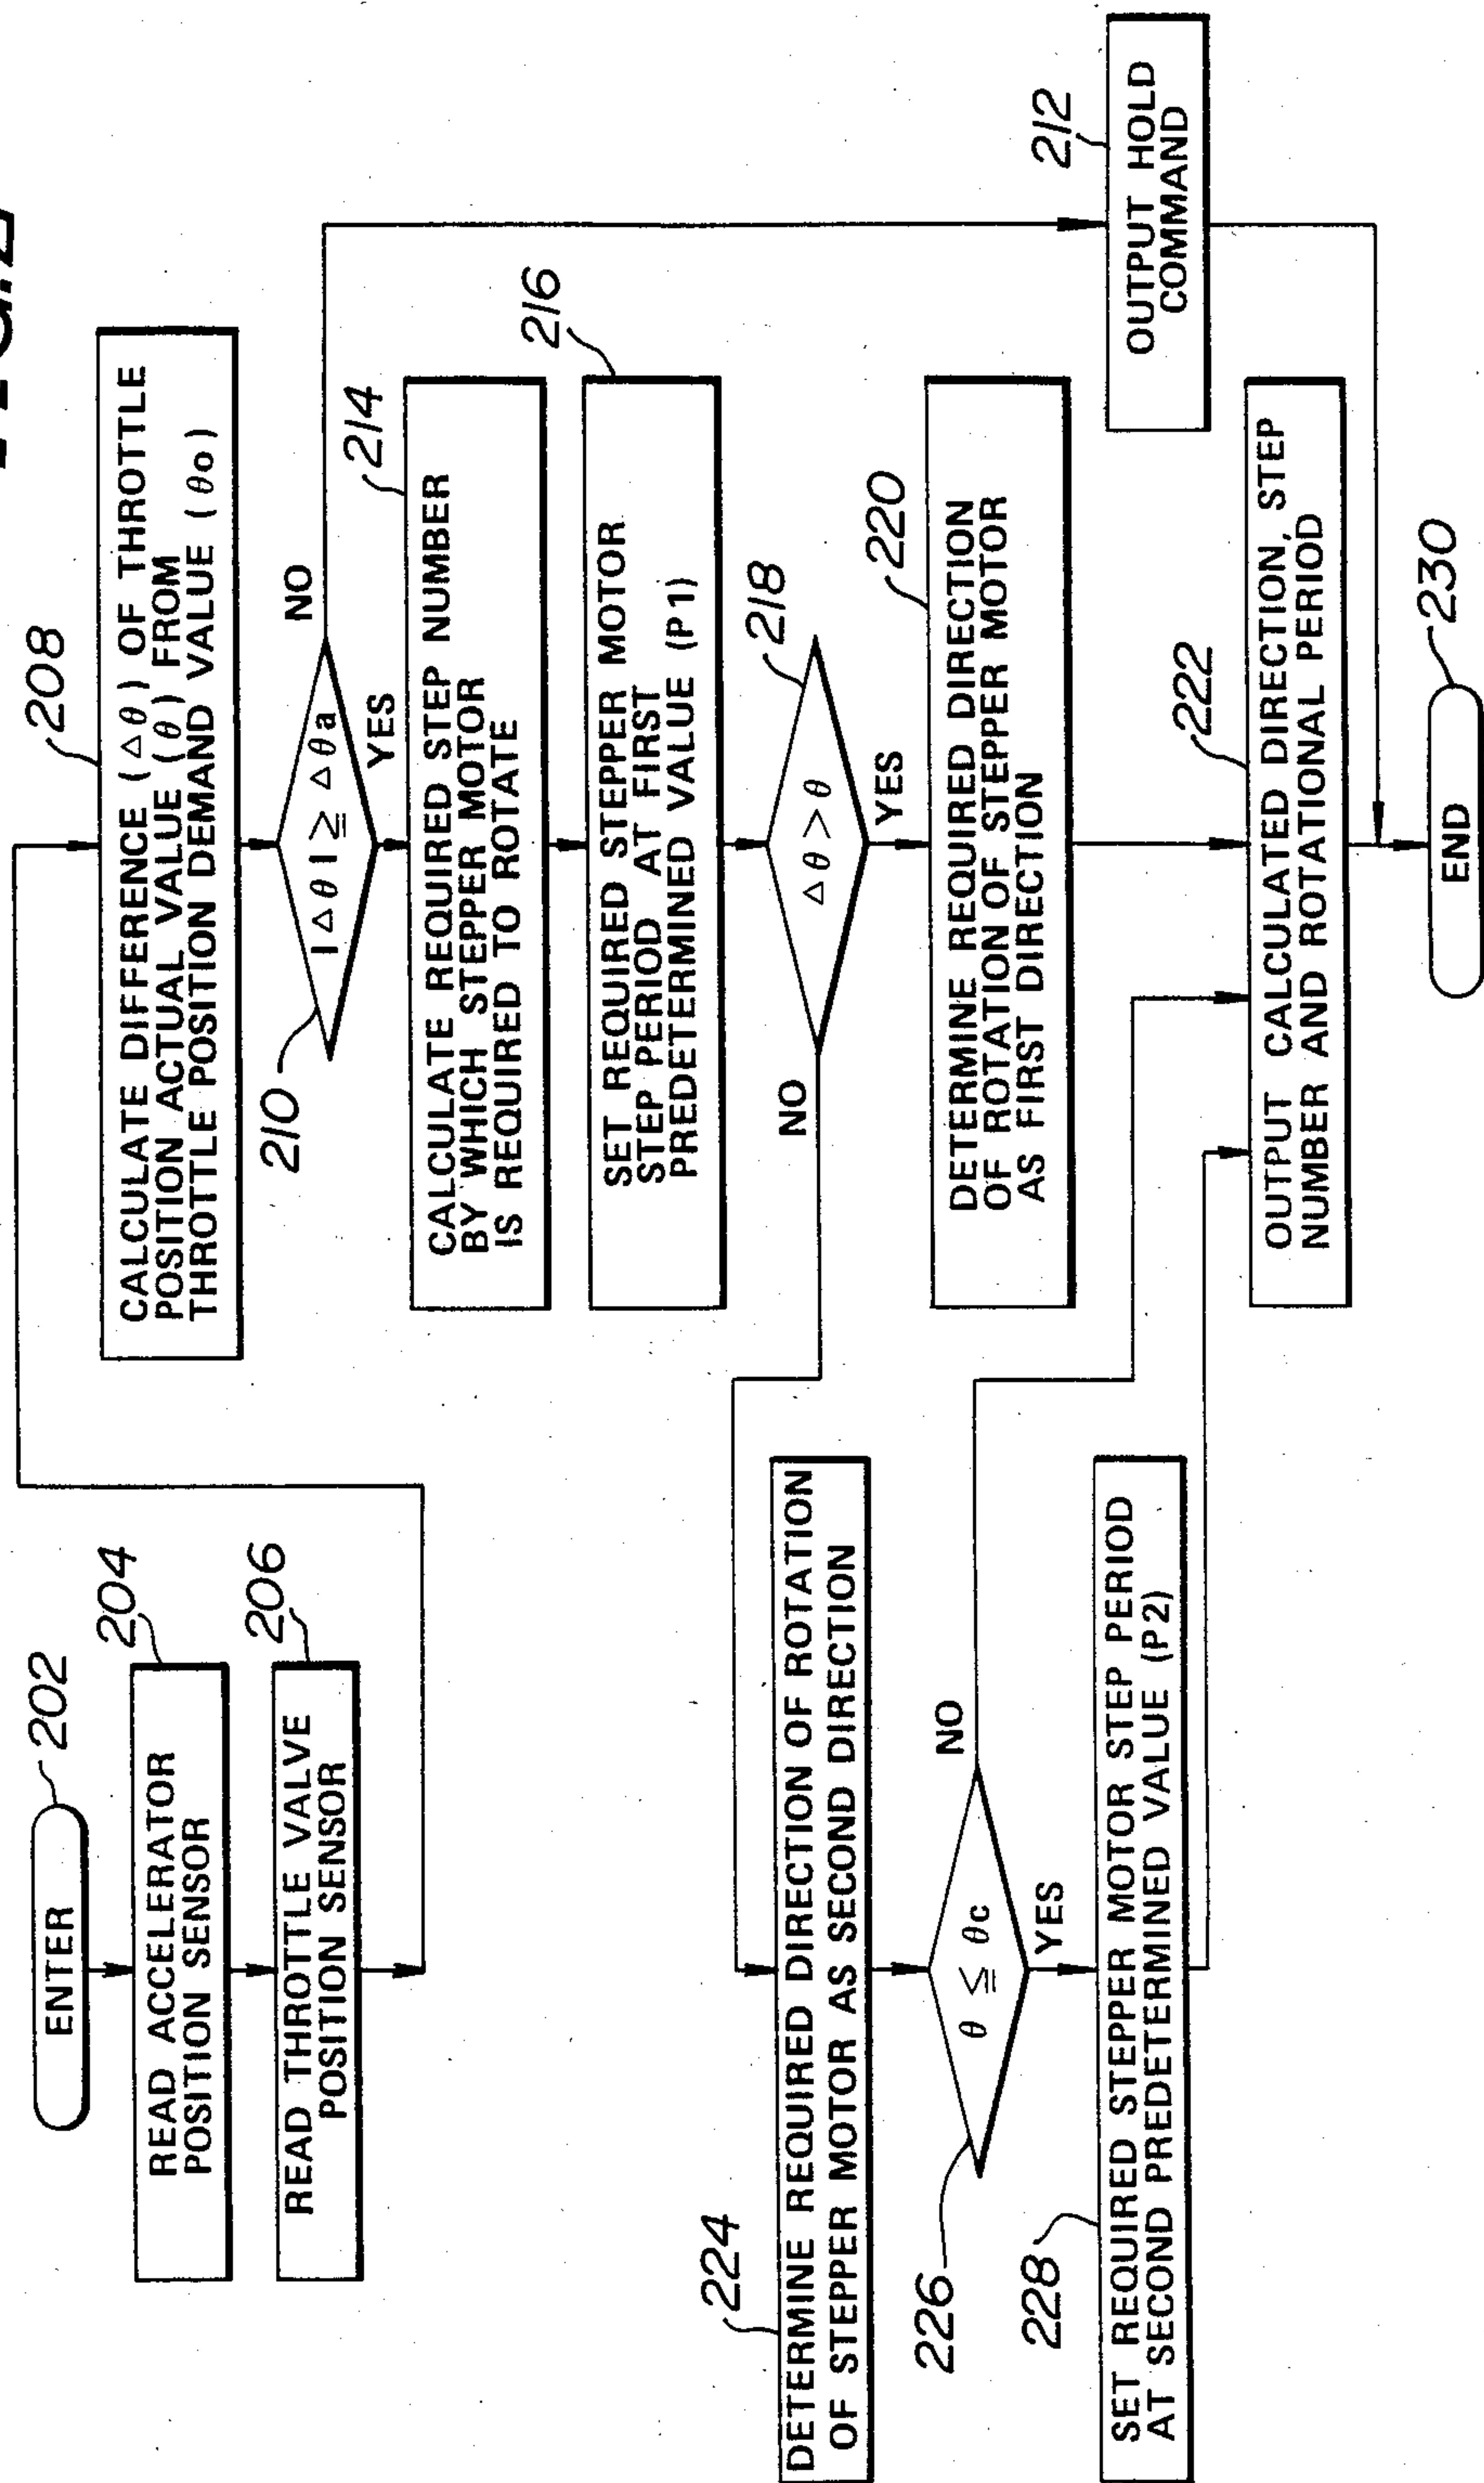 FIG.2
202
ENTER
204
READ ACCELERATOR
POSITION SENSOR
206
READ THROTTLE VALVE
POSITION SENSOR
208
CALCULATE DIFFERENCE (△θ) OF THROTTLE
POSITION ACTUAL VALUE (θ) FROM
THROTTLE POSITION DEMAND VALUE (θo)
210
|△θ| ≧ △θa
NO
YES
214
CALCULATE REQUIRED STEP NUMBER
BY WHICH STEPPER MOTOR
IS REQUIRED TO ROTATE
216
SET REQUIRED STEPPER MOTOR
STEP PERIOD AT FIRST
PREDETERMINED VALUE (P1)
218
△θ > θ
NO
YES
220
DETERMINE REQUIRED DIRECTION
OF ROTATION OF STEPPER MOTOR
AS FIRST DIRECTION
212
OUTPUT HOLD
COMMAND
224
DETERMINE REQUIRED DIRECTION OF ROTATION
OF STEPPER MOTOR AS SECOND DIRECTION
226
θ ≦ θc
NO
YES
228
SET REQUIRED STEPPER MOTOR STEP PERIOD
AT SECOND PREDETERMINED VALUE (P2)
222
OUTPUT CALCULATED DIRECTION, STEP
NUMBER AND ROTATIONAL PERIOD
230
END